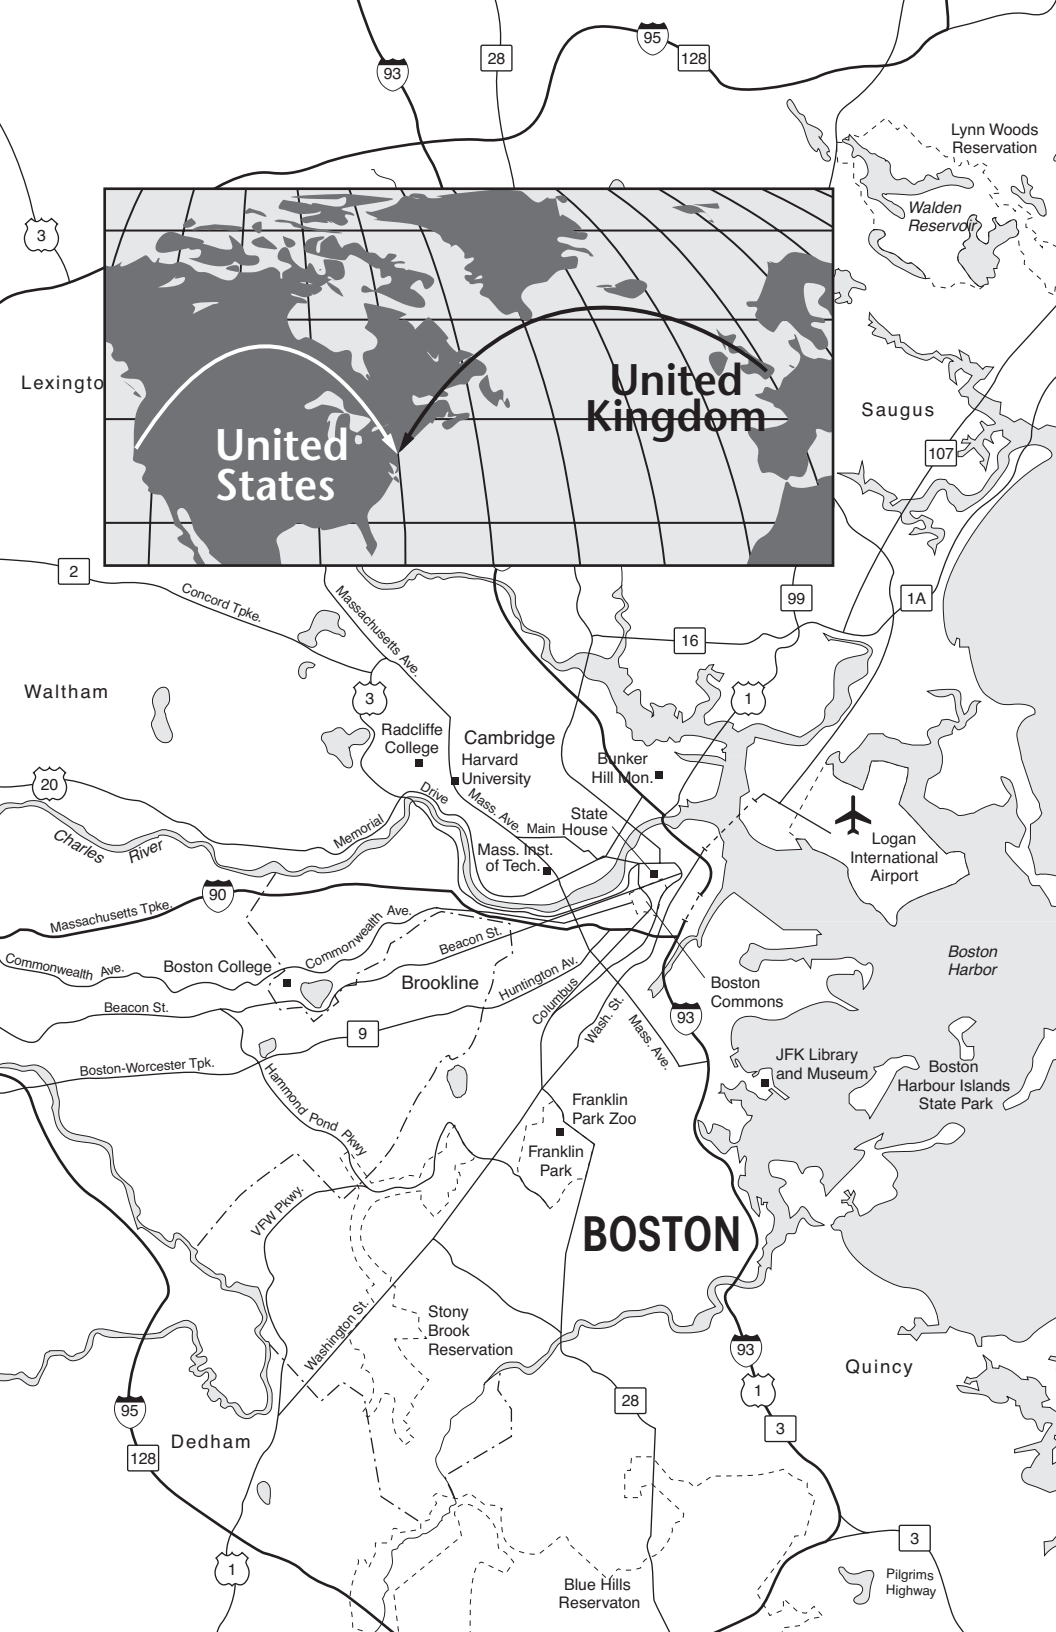 95
28
128
93
Lynn Woods
Reservation
Walden
Reservoir
3
Lexingto
United
Kingdom
Saugus
United
States
107
2
Concord Tpke.
Massachusetts Ave.
99
1A
16
Waltham
3
1
Radcliffe
College
Cambridge
Harvard
University
Bunker
Hill Mon.
20
Drive
Mass. Ave.
State
House
Main
Memorial
Charles
River
Mass. Inst.
of Tech.
Logan
International
Airport
90
Massachusetts Tpke.
Commonwealth
Ave.
Beacon St.
Commonwealth Ave.
Boston College
Brookline
Huntington Av.
Columbus
Wash. St.
Mass. Ave.
Boston
Commons
Boston
Harbor
Beacon St.
9
93
Boston-Worcester Tpk.
Hammond Pond Pkwy
JFK Library
and Museum
Boston
Harbour Islands
State Park
Franklin
Park Zoo
Franklin
Park
VFW Pkwy.
BOSTON
Washington St.
Stony
Brook
Reservation
93
Quincy
1
28
3
95
128
Dedham
3
1
Blue Hills
Reservaton
Pilgrims
Highway